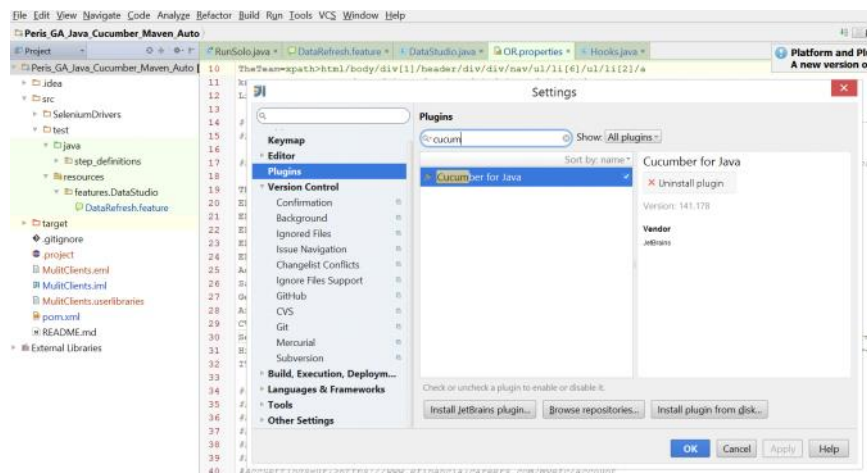 File Edit View Navigate Code Analyze Refactor Build Run Tools VCS Window Help
Peris_GA_Java_Cucumber_Maven_Auto
Project
RunSolo.java
DataRefresh.feature
DataStudio.java
OR.properties
Hooks.java
Platform and Pl
A new version o
Peris_GA_Java_Cucumber_Maven_Auto [
.idea
src
SeleniumDrivers
test
java
step_definitions
resources
features.DataStudio
DataRefresh.feature
target
.gitignore
.project
MulitClients.eml
MulitClients.iml
MulitClients.userlibraries
pom.xml
README.md
External Libraries
10 TheTeam=xpath>html/body/div[1]/header/div/div/nav/ul/li[6]/ul/li[2]/a
11
12
13
14
15
16
17
18
19
20
21
22
23
24
25
26
27
28
29
30
31
32
33
34
35
36
37
38
39
40
Settings
Keymap
Editor
Plugins
Version Control
Confirmation
Background
Ignored Files
Issue Navigation
Changelist Conflicts
Ignore Files Support
GitHub
CVS
Git
Mercurial
Subversion
Build, Execution, Deploym...
Languages & Frameworks
Tools
Other Settings
Plugins
cucum
Show: All plugins
Sort by: name
Cucumber for Java
Cucumber for Java
Uninstall plugin
Version: 141.178
Vendor
JetBrains
Check or uncheck a plugin to enable or disable it.
Install JetBrains plugin...
Browse repositories...
Install plugin from disk...
OK Cancel Apply Help